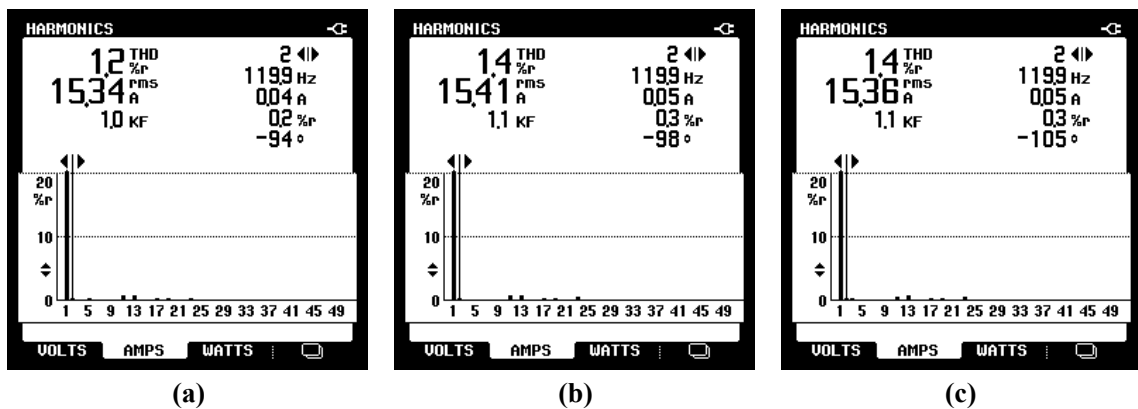 HARMONICS
1.2 THD %r
15.34 rms A
1.0 KF
2
119.9 Hz
0.04 A
0.2 %r
-94 °
20
%r
10
0
1 5 9 13 17 21 25 29 33 37 41 45 49
VOLTS AMPS WATTS
(a)
HARMONICS
1.4 THD %r
15.41 rms A
1.1 KF
2
119.9 Hz
0.05 A
0.3 %r
-98 °
20
%r
10
0
1 5 9 13 17 21 25 29 33 37 41 45 49
VOLTS AMPS WATTS
(b)
HARMONICS
1.4 THD %r
15.36 rms A
1.1 KF
2
119.9 Hz
0.05 A
0.3 %r
-105 °
20
%r
10
0
1 5 9 13 17 21 25 29 33 37 41 45 49
VOLTS AMPS WATTS
(c)